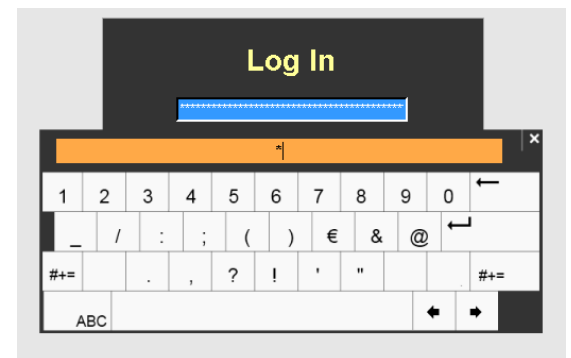 Log In
****************************************
*
×
1 2 3 4 5 6 7 8 9 0 ←
_ / : ; ( ) € & @ ↵
#+= . , ? ! ' " #+=
ABC ← →